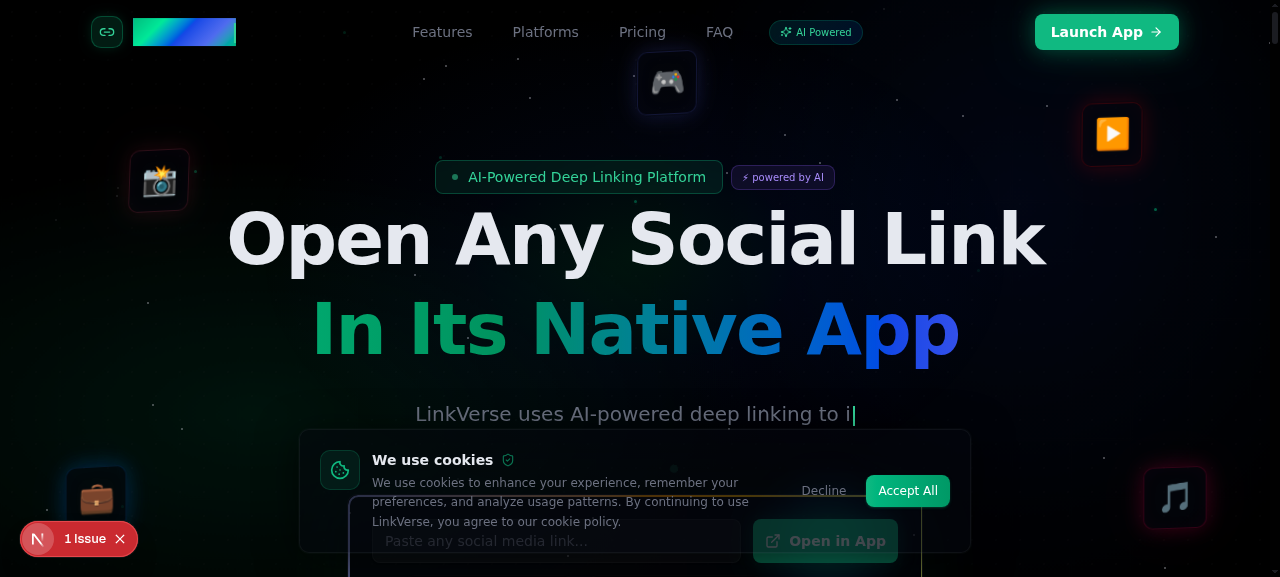 Features
Platforms
Pricing
FAQ
AI Powered
Launch App
AI-Powered Deep Linking Platform
⚡ powered by AI
Open Any Social Link
In Its Native App
LinkVerse uses AI-powered deep linking to i
We use cookies
We use cookies to enhance your experience, remember your
preferences, and analyze usage patterns. By continuing to use
LinkVerse, you agree to our cookie policy.
Decline
Accept All
Paste any social media link...
Open in App
N
1 Issue